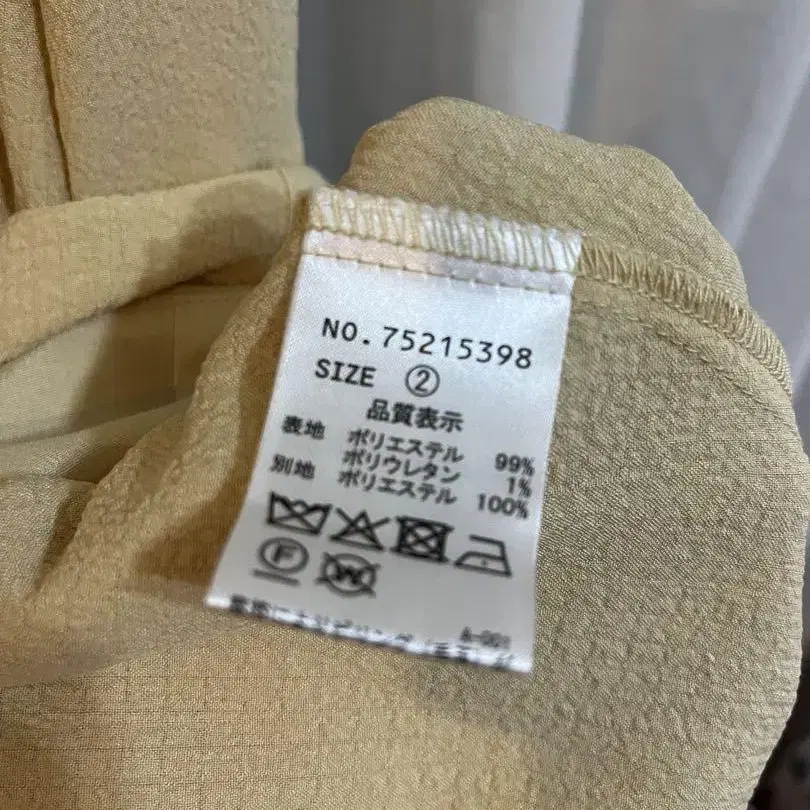 NO.75215398
SIZE ②
品質表示
表地 ポリエステル 99%
ポリウレタン 1%
別地 ポリエステル 100%
F W
A-001